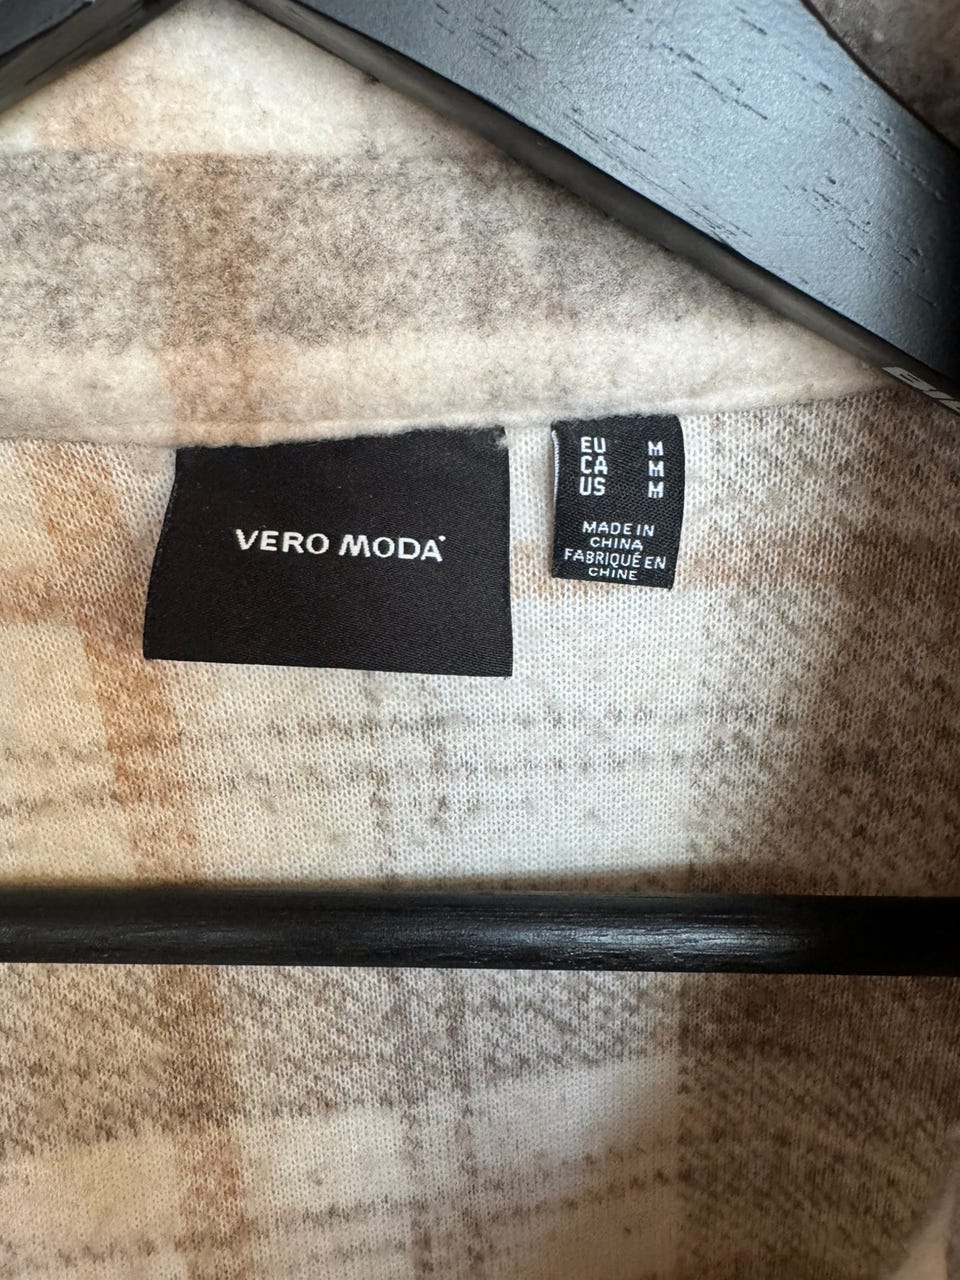 VERO MODA
EU M
CA M
US M
MADE IN
CHINA
FABRIQUÉ EN
CHINE